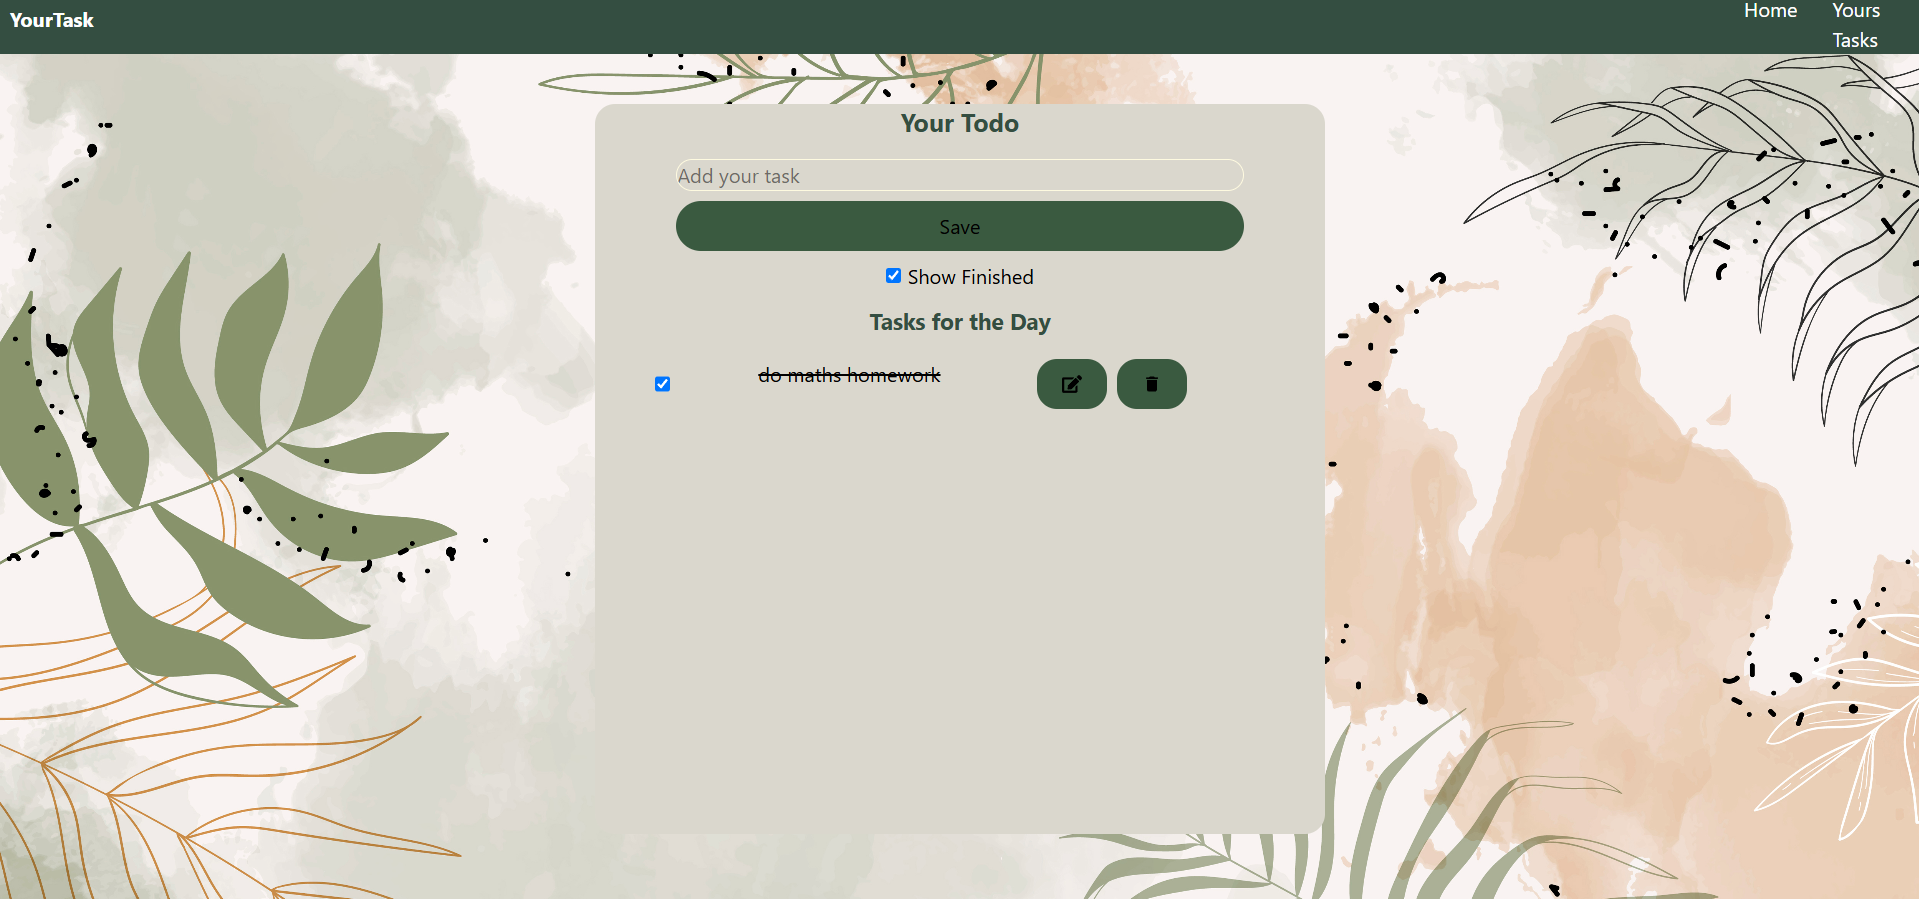 YourTask
Home
Yours
Tasks
Your Todo
Add your task
Save
Show Finished
Tasks for the Day
do maths homework